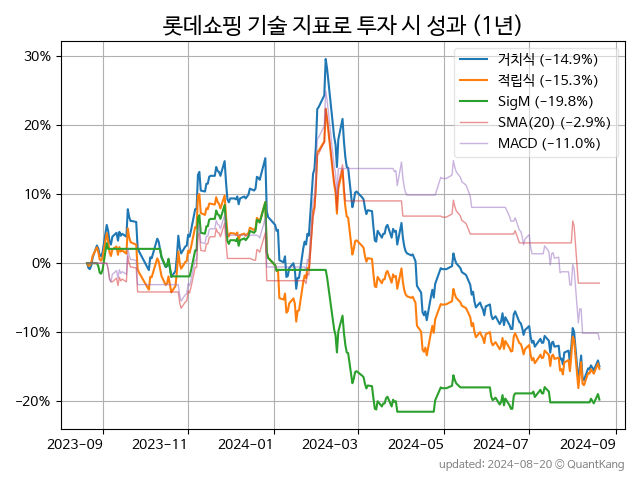 롯데쇼핑 기술 지표로 투자 시 성과 (1년)
거치식 (−14.9%)
적립식 (−15.3%)
SigM (−19.8%)
SMA(20) (−2.9%)
MACD (−11.0%)
30%
20%
10%
0%
−10%
−20%
2023-09 2023-11 2024-01 2024-03 2024-05 2024-07 2024-09
updated: 2024-08-20 © QuantKang